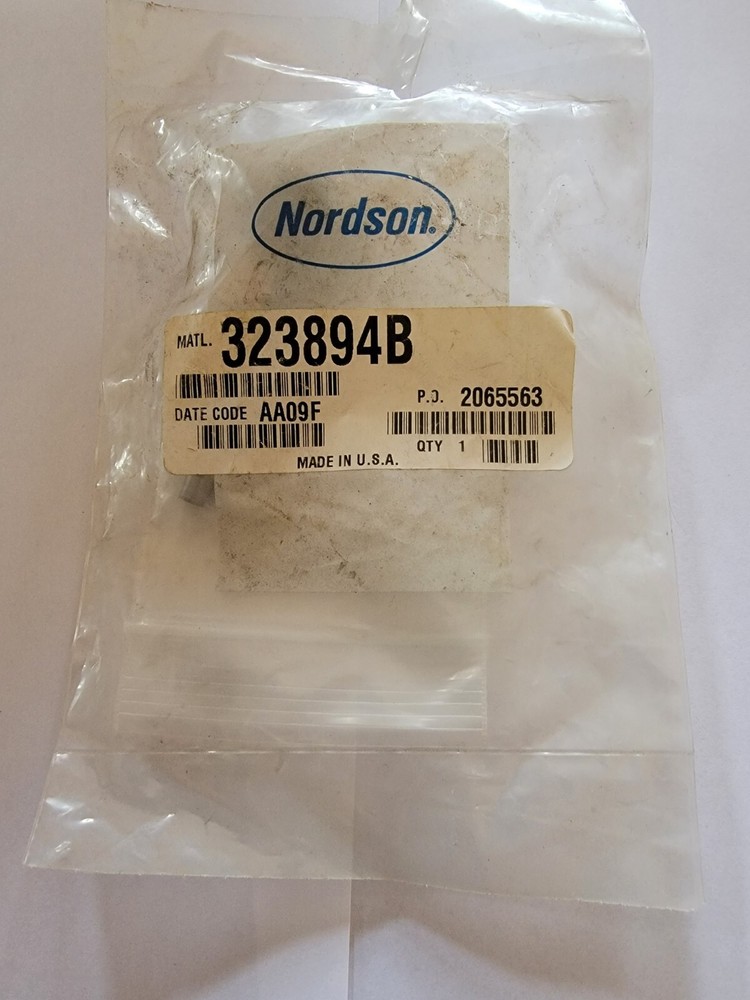 Nordson®
MATL. 323894B
DATE CODE AA09F
P.O. 2065563
QTY 1
MADE IN U.S.A.